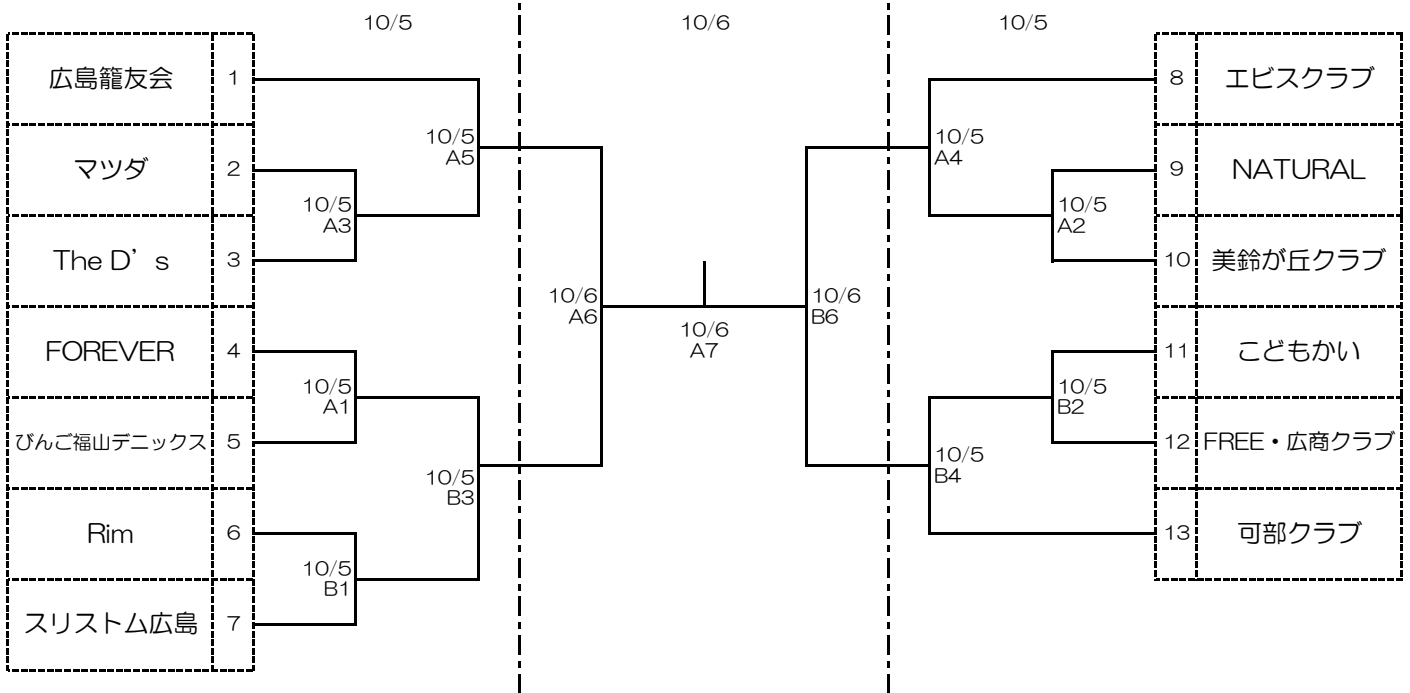 10/5
10/6
10/5
広島籠友会 1
マツダ 2
The D’s 3
FOREVER 4
びんご福山デニックス 5
Rim 6
スリストム広島 7
10/5
A5
10/5
A3
10/5
A1
10/5
B3
10/5
B1
10/6
A6
10/6
A7
10/6
B6
10/5
A4
10/5
A2
10/5
B2
10/5
B4
8 エビスクラブ
9 NATURAL
10 美鈴が丘クラブ
11 こどもかい
12 FREE・広商クラブ
13 可部クラブ